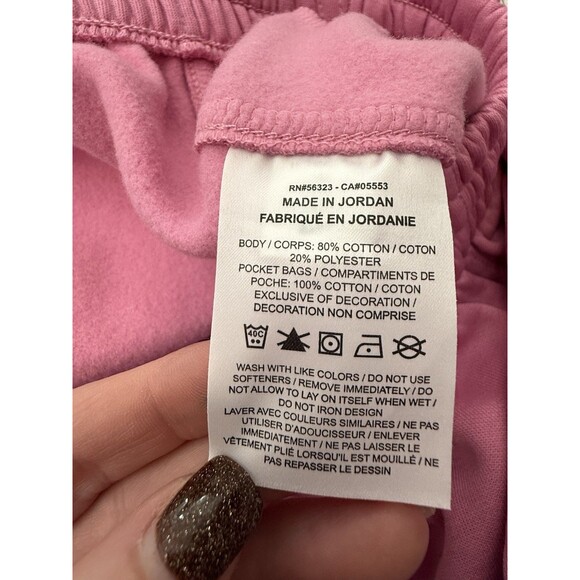 RN#56323 - CA#05553
MADE IN JORDAN
FABRIQUÉ EN JORDANIE
BODY / CORPS: 80% COTTON / COTON
20% POLYESTER
POCKET BAGS / COMPARTIMENTS DE
POCHE: 100% COTTON / COTON
EXCLUSIVE OF DECORATION /
DECORATION NON COMPRISE
40C
WASH WITH LIKE COLORS / DO NOT USE
SOFTENERS / REMOVE IMMEDIATELY / DO
NOT ALLOW TO LAY ON ITSELF WHEN WET /
DO NOT IRON DESIGN
LAVER AVEC COULEURS SIMILAIRES / NE PAS
UTILISER D'ADOUCISSEUR / ENLEVER
IMMÉDIATEMENT / NE PAS LAISSER LE
VÊTEMENT PLIÉ LORSQU'IL EST MOUILLÉ / NE
PAS REPASSER LE DESSIN